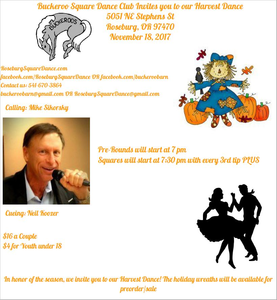 Buckeroo Square Dance Club Invites you to our Harvest Dance
5051 NE Stephens St
Roseburg, OR 97470
November 18, 2017
BUCKEROOS
RoseburgSquareDance.com
facebook.com/RoseburgSquareDance OR facebook.com/buckeroobarn
Contact us: 541 670 3864
buckeroobarn@gmail.com OR RoseburgSquareDance@gmail.com
Calling: Mike Sikorsky
Pre-Rounds will start at 7 pm
Squares will start at 7:30 pm with every 3rd tip PLUS
Cueing: Neil Koozer
$16 a Couple
$4 for Youth under 18
In honor of the season, we invite you to our Harvest Dance! The holiday wreaths will be available for
preorder/sale